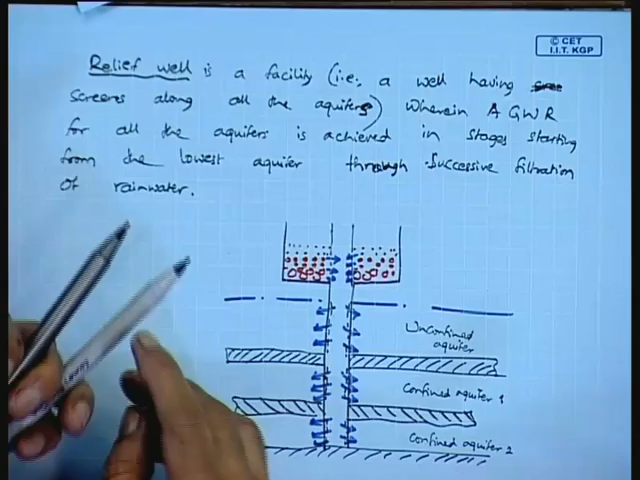 © CET
I.I.T. KGP
Relief well is a facility (i.e., a well having
screens along all the aquifers) wherein AGWR
for all the aquifers is achieved in stages starting
from the lowest aquifer through successive filtration
of rainwater.
Unconfined
aquifer
Confined aquifer 1
Confined aquifer 2